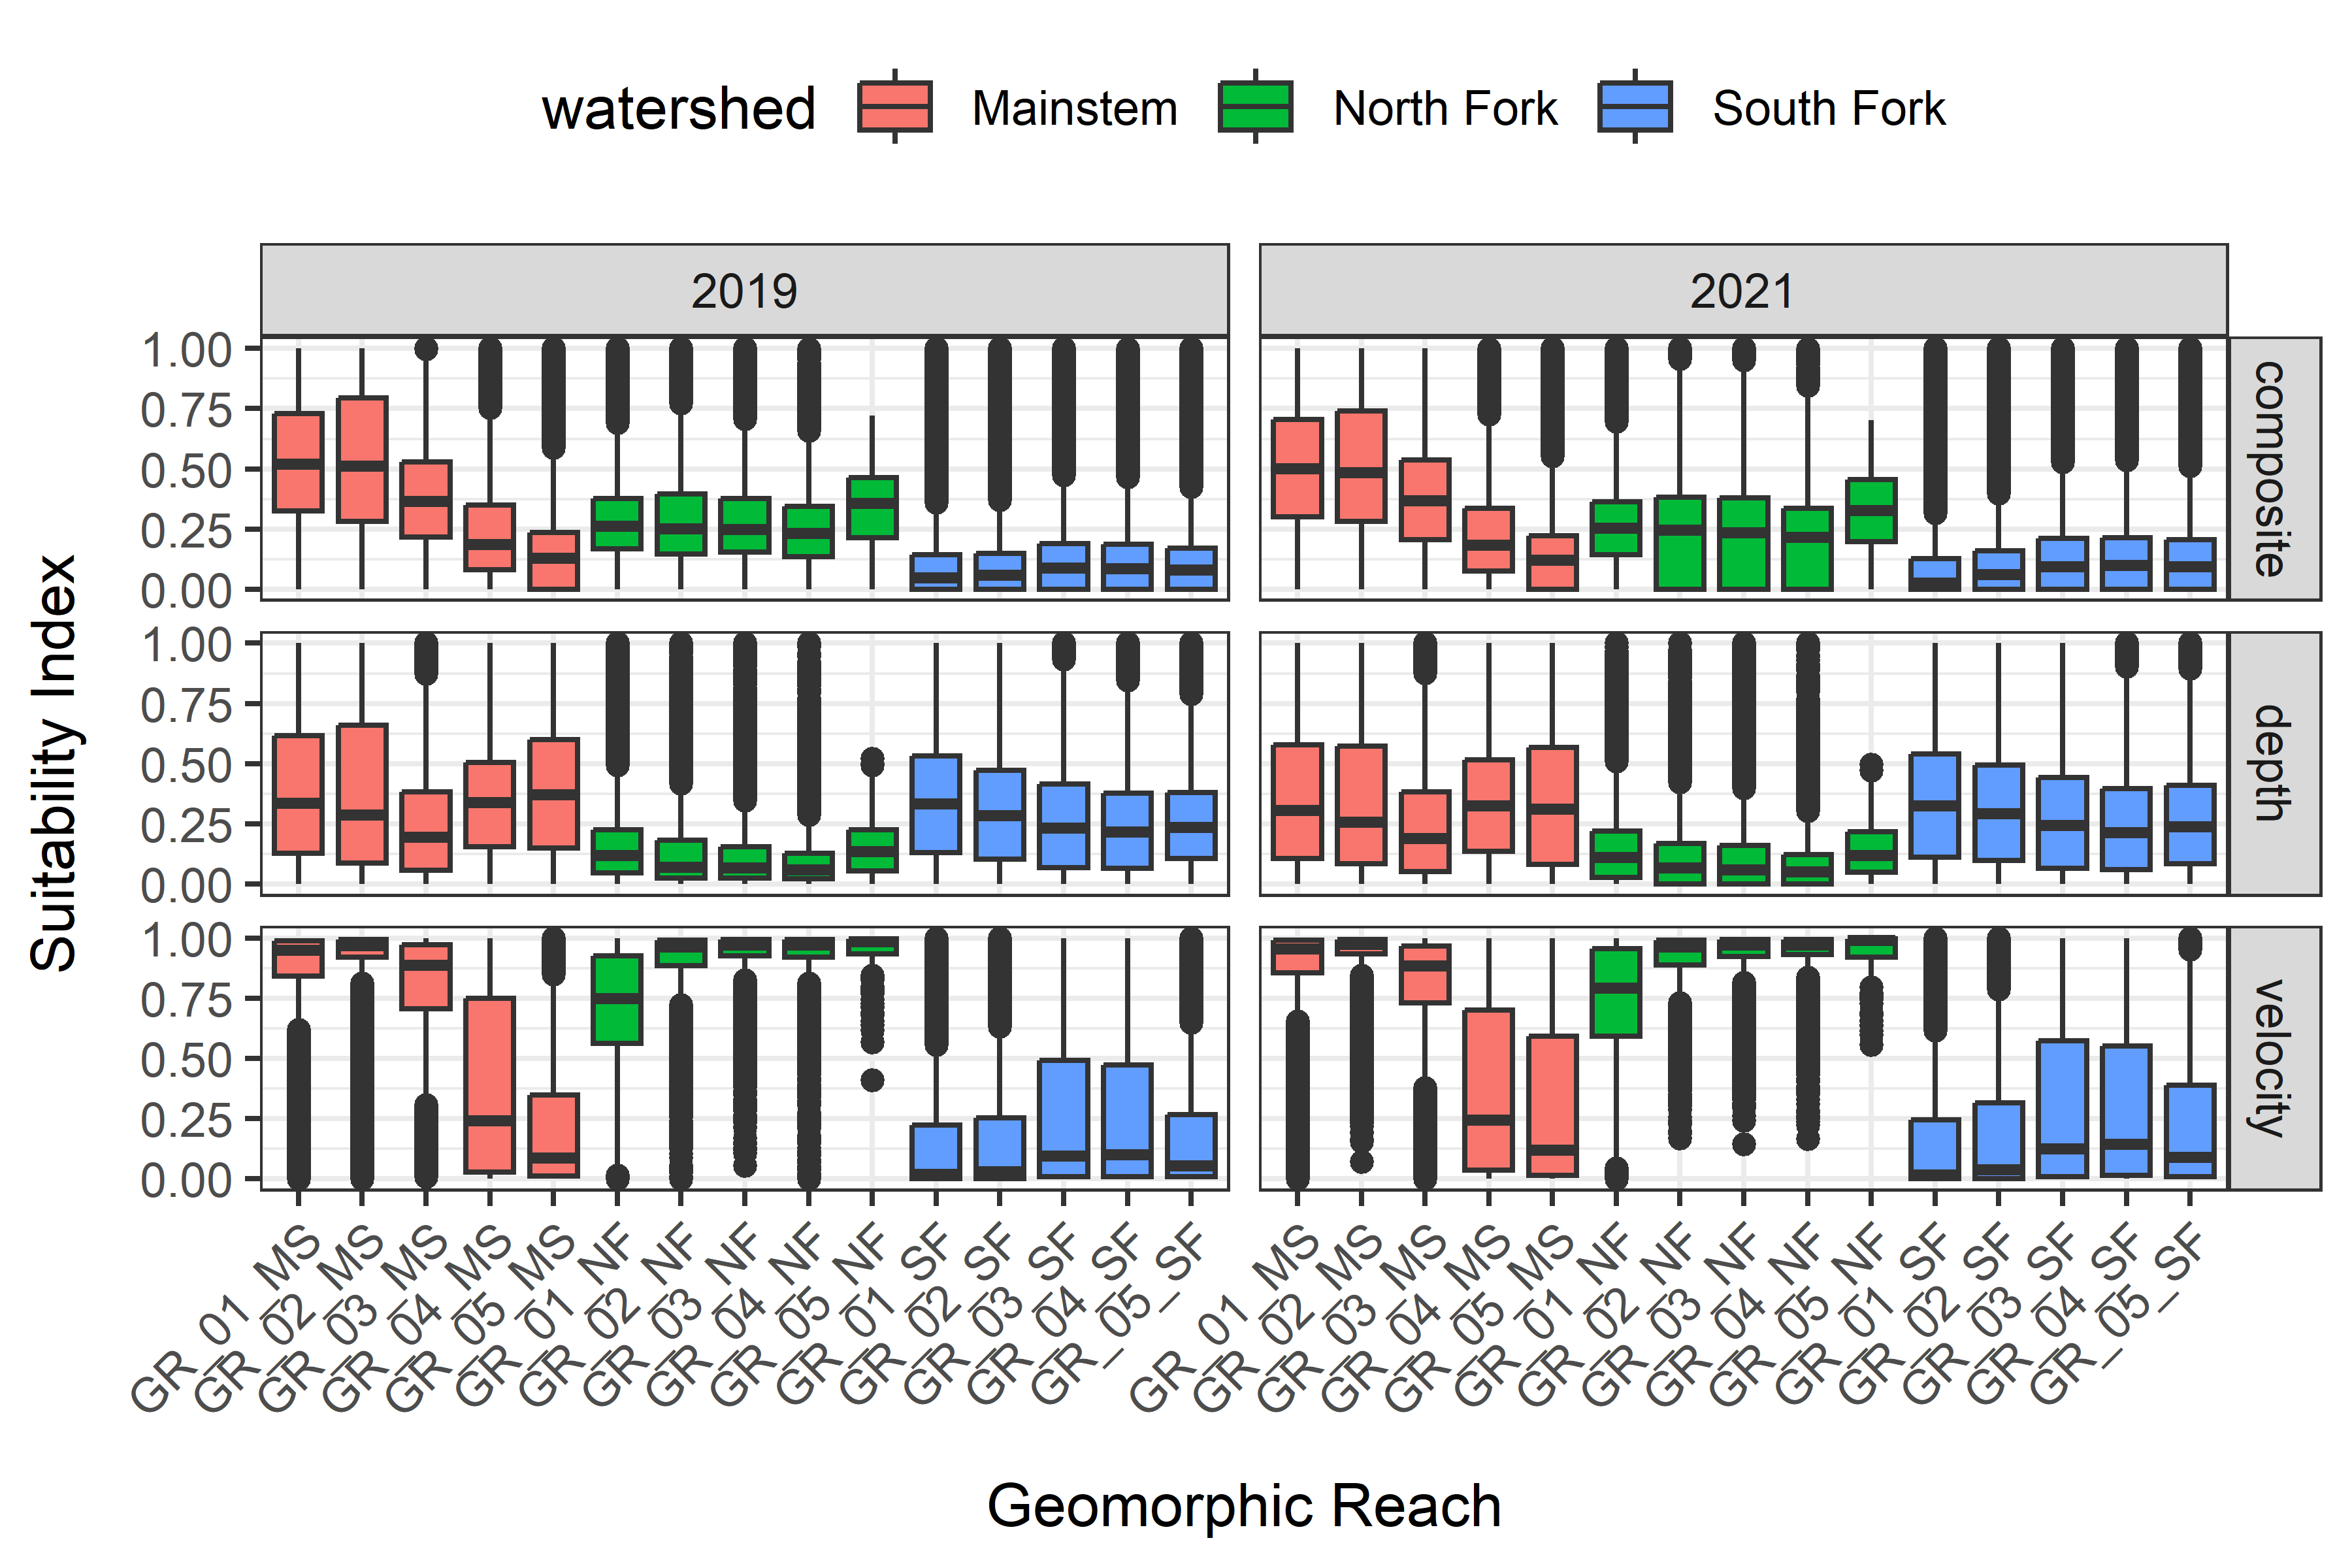 watershed Mainstem North Fork South Fork
2019 2021
Suitability Index
1.00
0.75
0.50
0.25
0.00
composite
1.00
0.75
0.50
0.25
0.00
depth
1.00
0.75
0.50
0.25
0.00
velocity
GR_01_MS
GR_02_MS
GR_03_MS
GR_04_MS
GR_05_MS
GR_01_NF
GR_02_NF
GR_03_NF
GR_04_NF
GR_05_NF
GR_01_SF
GR_02_SF
GR_03_SF
GR_04_SF
GR_05_SF
GR_01_MS
GR_02_MS
GR_03_MS
GR_04_MS
GR_05_MS
GR_01_NF
GR_02_NF
GR_03_NF
GR_04_NF
GR_05_NF
GR_01_SF
GR_02_SF
GR_03_SF
GR_04_SF
GR_05_SF
Geomorphic Reach